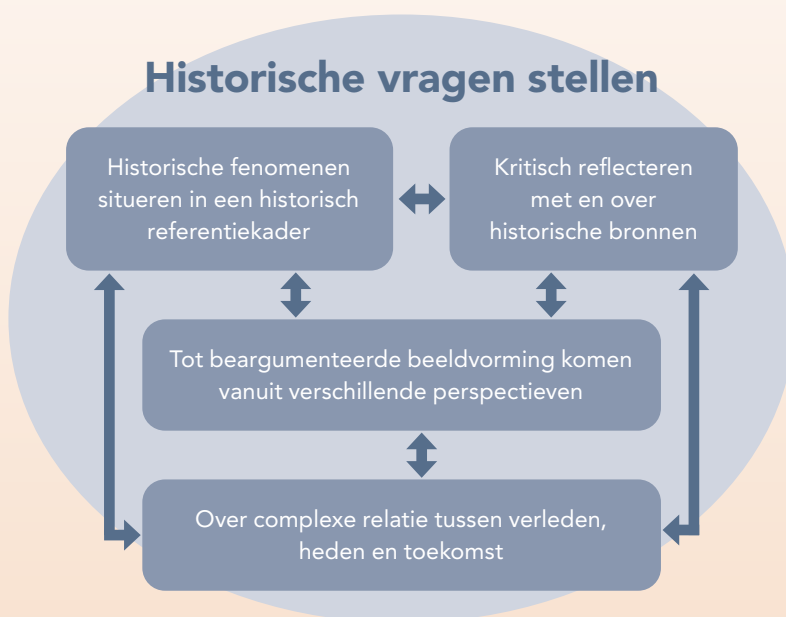 Historische vragen stellen
Historische fenomenen
situeren in een historisch
referentiekader
Kritisch reflecteren
met en over
historische bronnen
Tot beargumenteerde beeldvorming komen
vanuit verschillende perspectieven
Over complexe relatie tussen verleden,
heden en toekomst